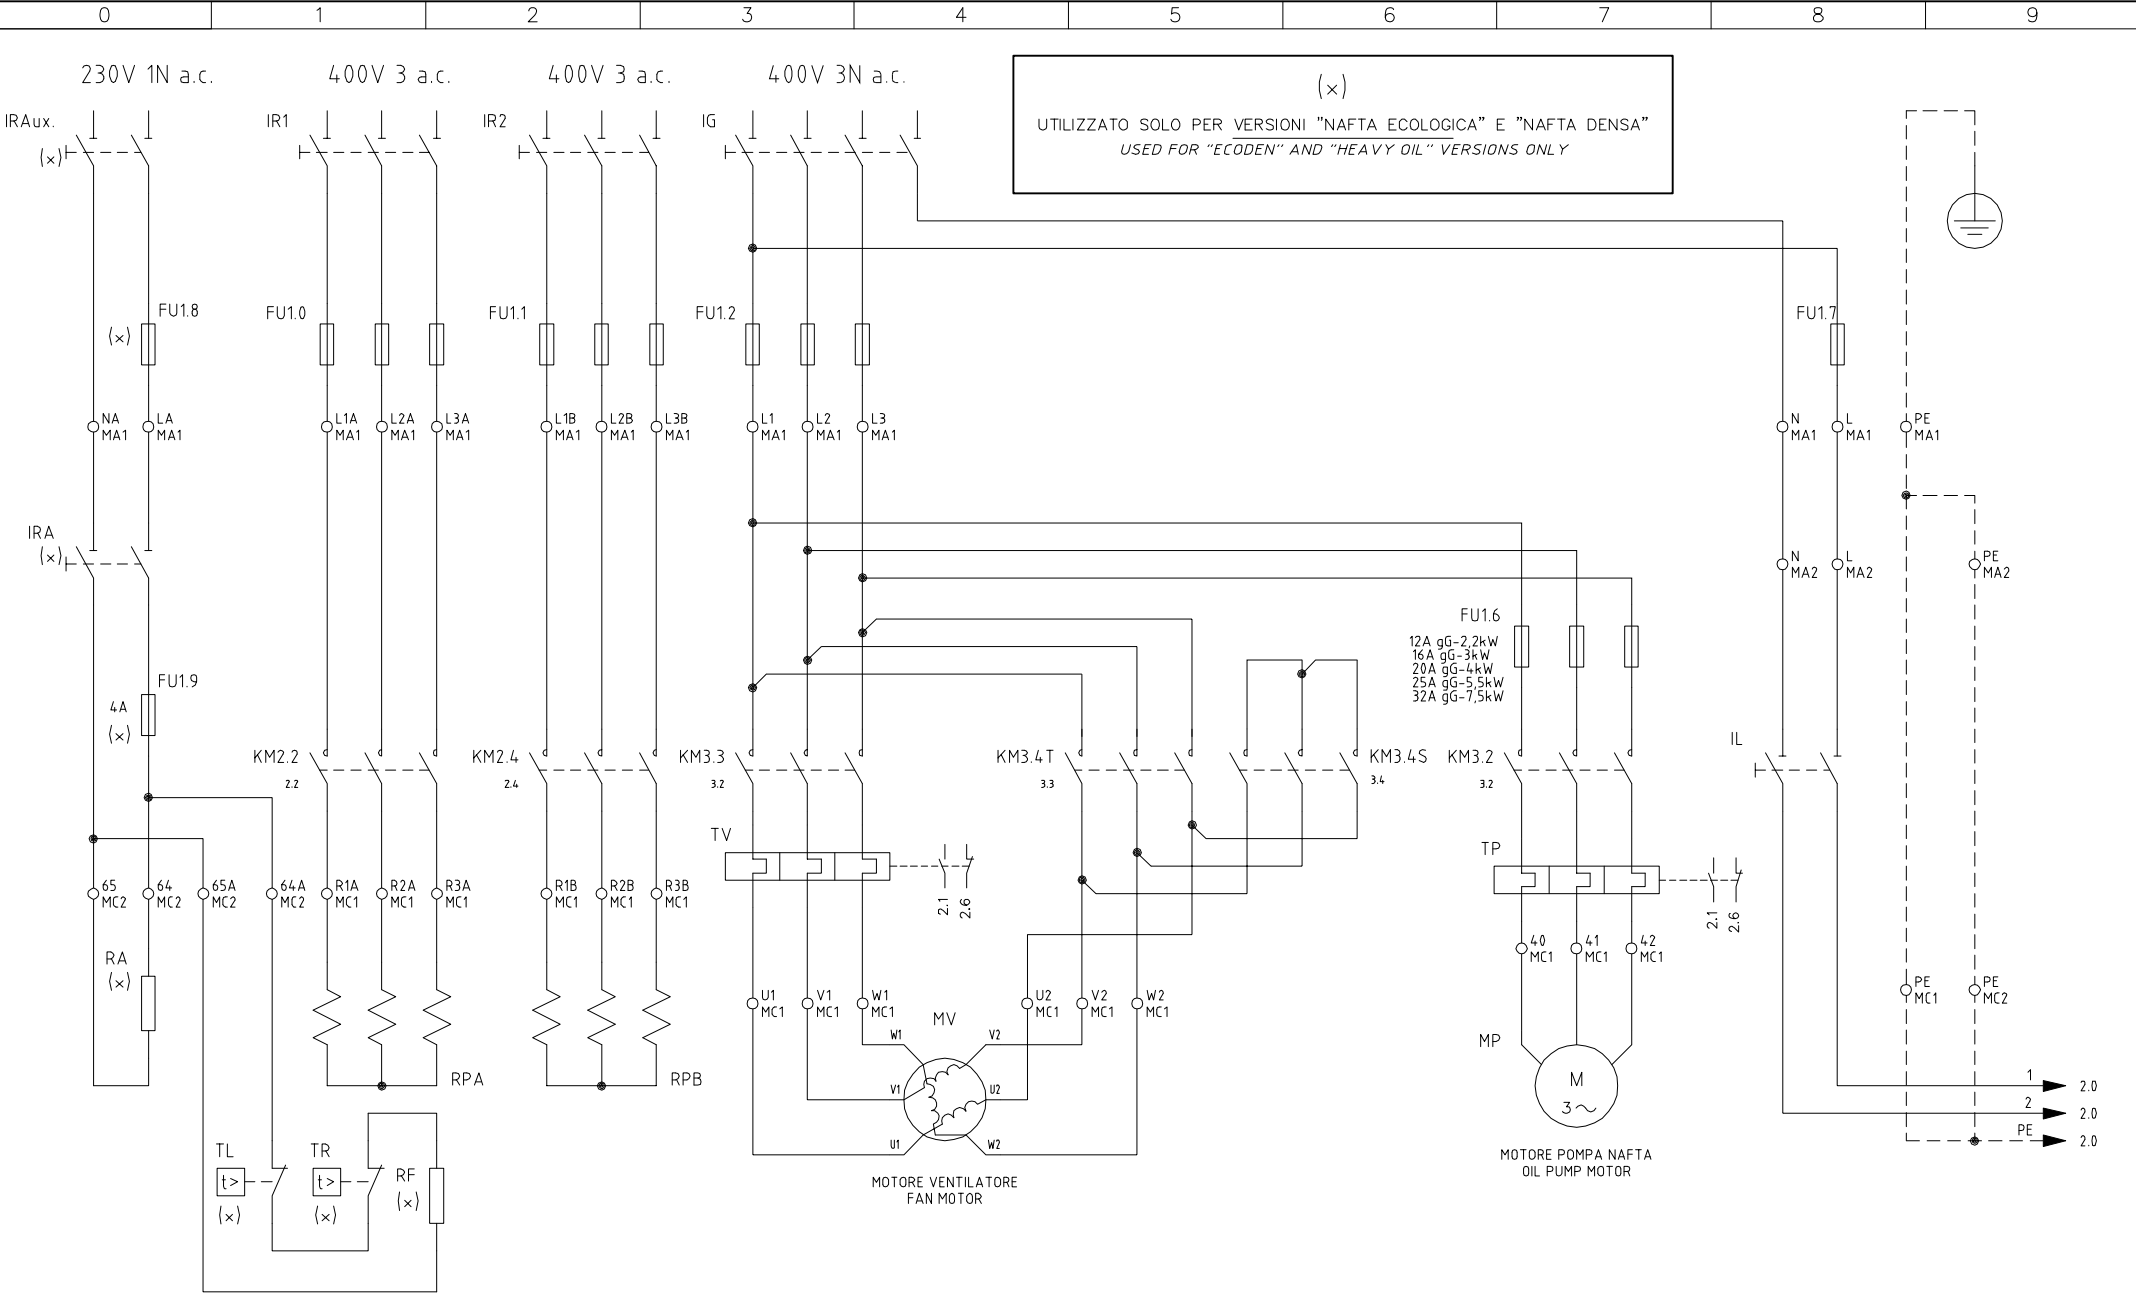 0 1 2 3 4 5 6 7 8 9
230V 1N a.c. 400V 3 a.c. 400V 3 a.c. 400V 3N a.c.
(x)
UTILIZZATO SOLO PER VERSIONI "NAFTA ECOLOGICA" E "NAFTA DENSA"
USED FOR "ECODEN" AND "HEAVY OIL" VERSIONS ONLY
IRAux. IR1 IR2 IG
(x)
FU1.8 FU1.0 FU1.1 FU1.2 FU1.7
(x)
NA LA L1A L2A L3A L1B L2B L3B L1 L2 L3 N L PE
MA1 MA1 MA1 MA1 MA1 MA1 MA1 MA1 MA1 MA1 MA1 MA1 MA1 MA1
IRA
(x)
N L PE
MA2 MA2 MA2
FU1.6
12A gG-2,2kW
16A gG-3kW
20A gG-4kW
25A gG-5,5kW
32A gG-7,5kW
FU1.9
4A
(x)
IL
KM2.2 KM2.4 KM3.3 KM3.4T KM3.4S KM3.2
2.2 2.4 3.2 3.3 3.4 3.2
TV
TP
65 64 65A 64A R1A R2A R3A R1B R2B R3B
MC2 MC2 MC2 MC2 MC1 MC1 MC1 MC1 MC1 MC1
2.1 2.6
2.1 2.6
40 41 42
MC1 MC1 MC1
RA
(x)
PE PE
MC1 MC2
U1 V1 W1 U2 V2 W2
MC1 MC1 MC1 MC1 MC1 MC1
MV
W1 V2
MP
RPA RPB
V1 U2
M
3~
U1 W2
1 2.0
2 2.0
PE 2.0
MOTORE VENTILATORE
FAN MOTOR
MOTORE POMPA NAFTA
OIL PUMP MOTOR
TL TR
t> t> RF
(x) (x) (x)